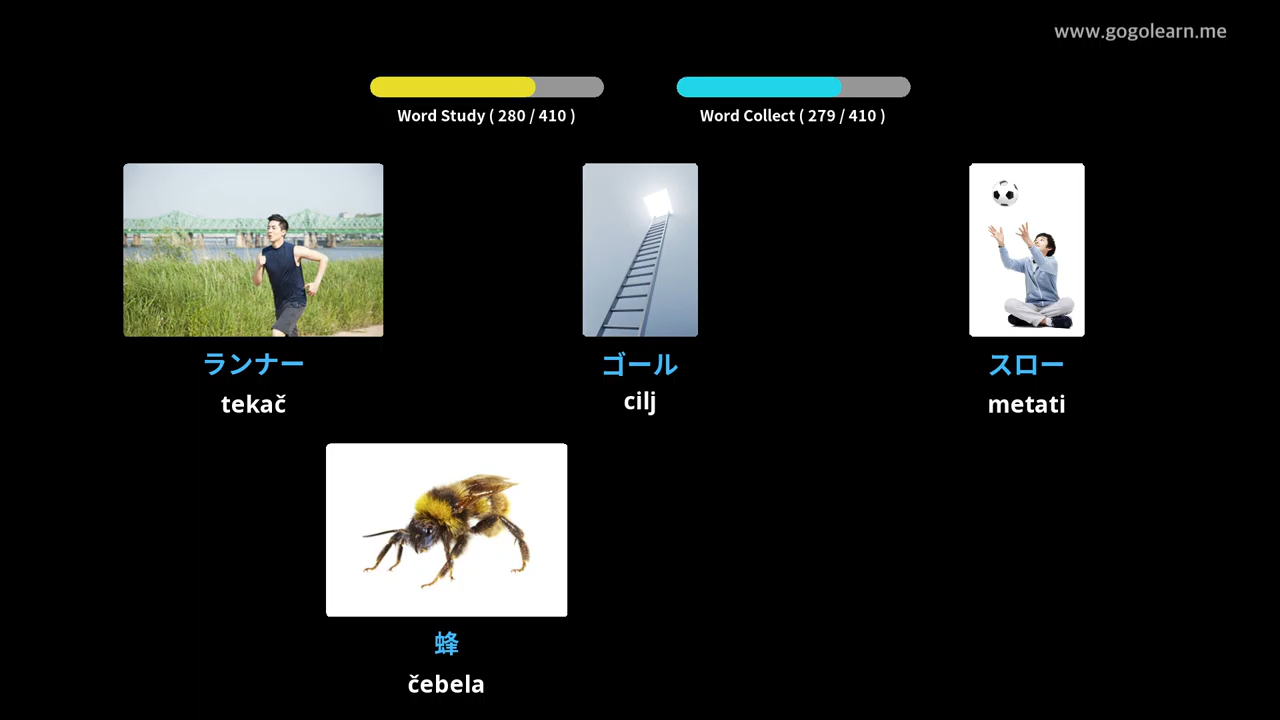 www.gogolearn.me
Word Study ( 280 / 410 )
Word Collect ( 279 / 410 )
ランナー
tekač
ゴール
cilj
スロー
metati
蜂
čebela